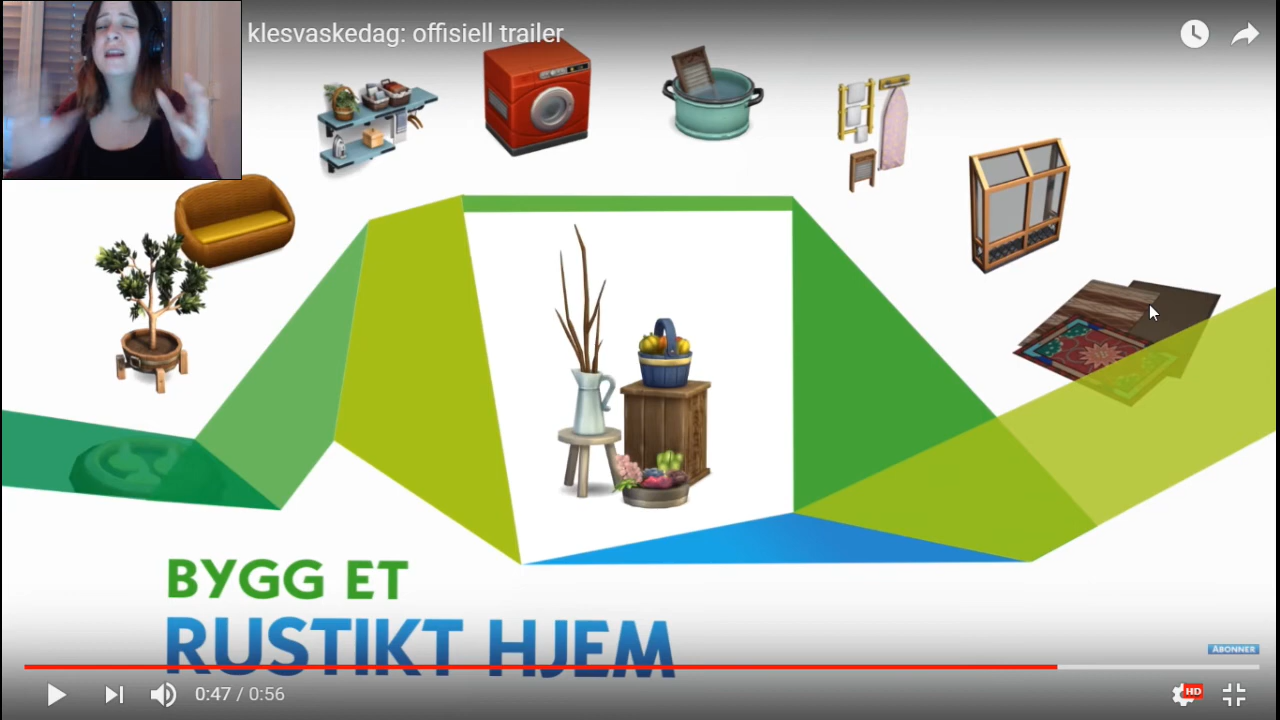 klesvaskedag: offisiell trailer
BYGG ET
RUSTIKT HJEM
ABONNER
0:47 / 0:56
HD